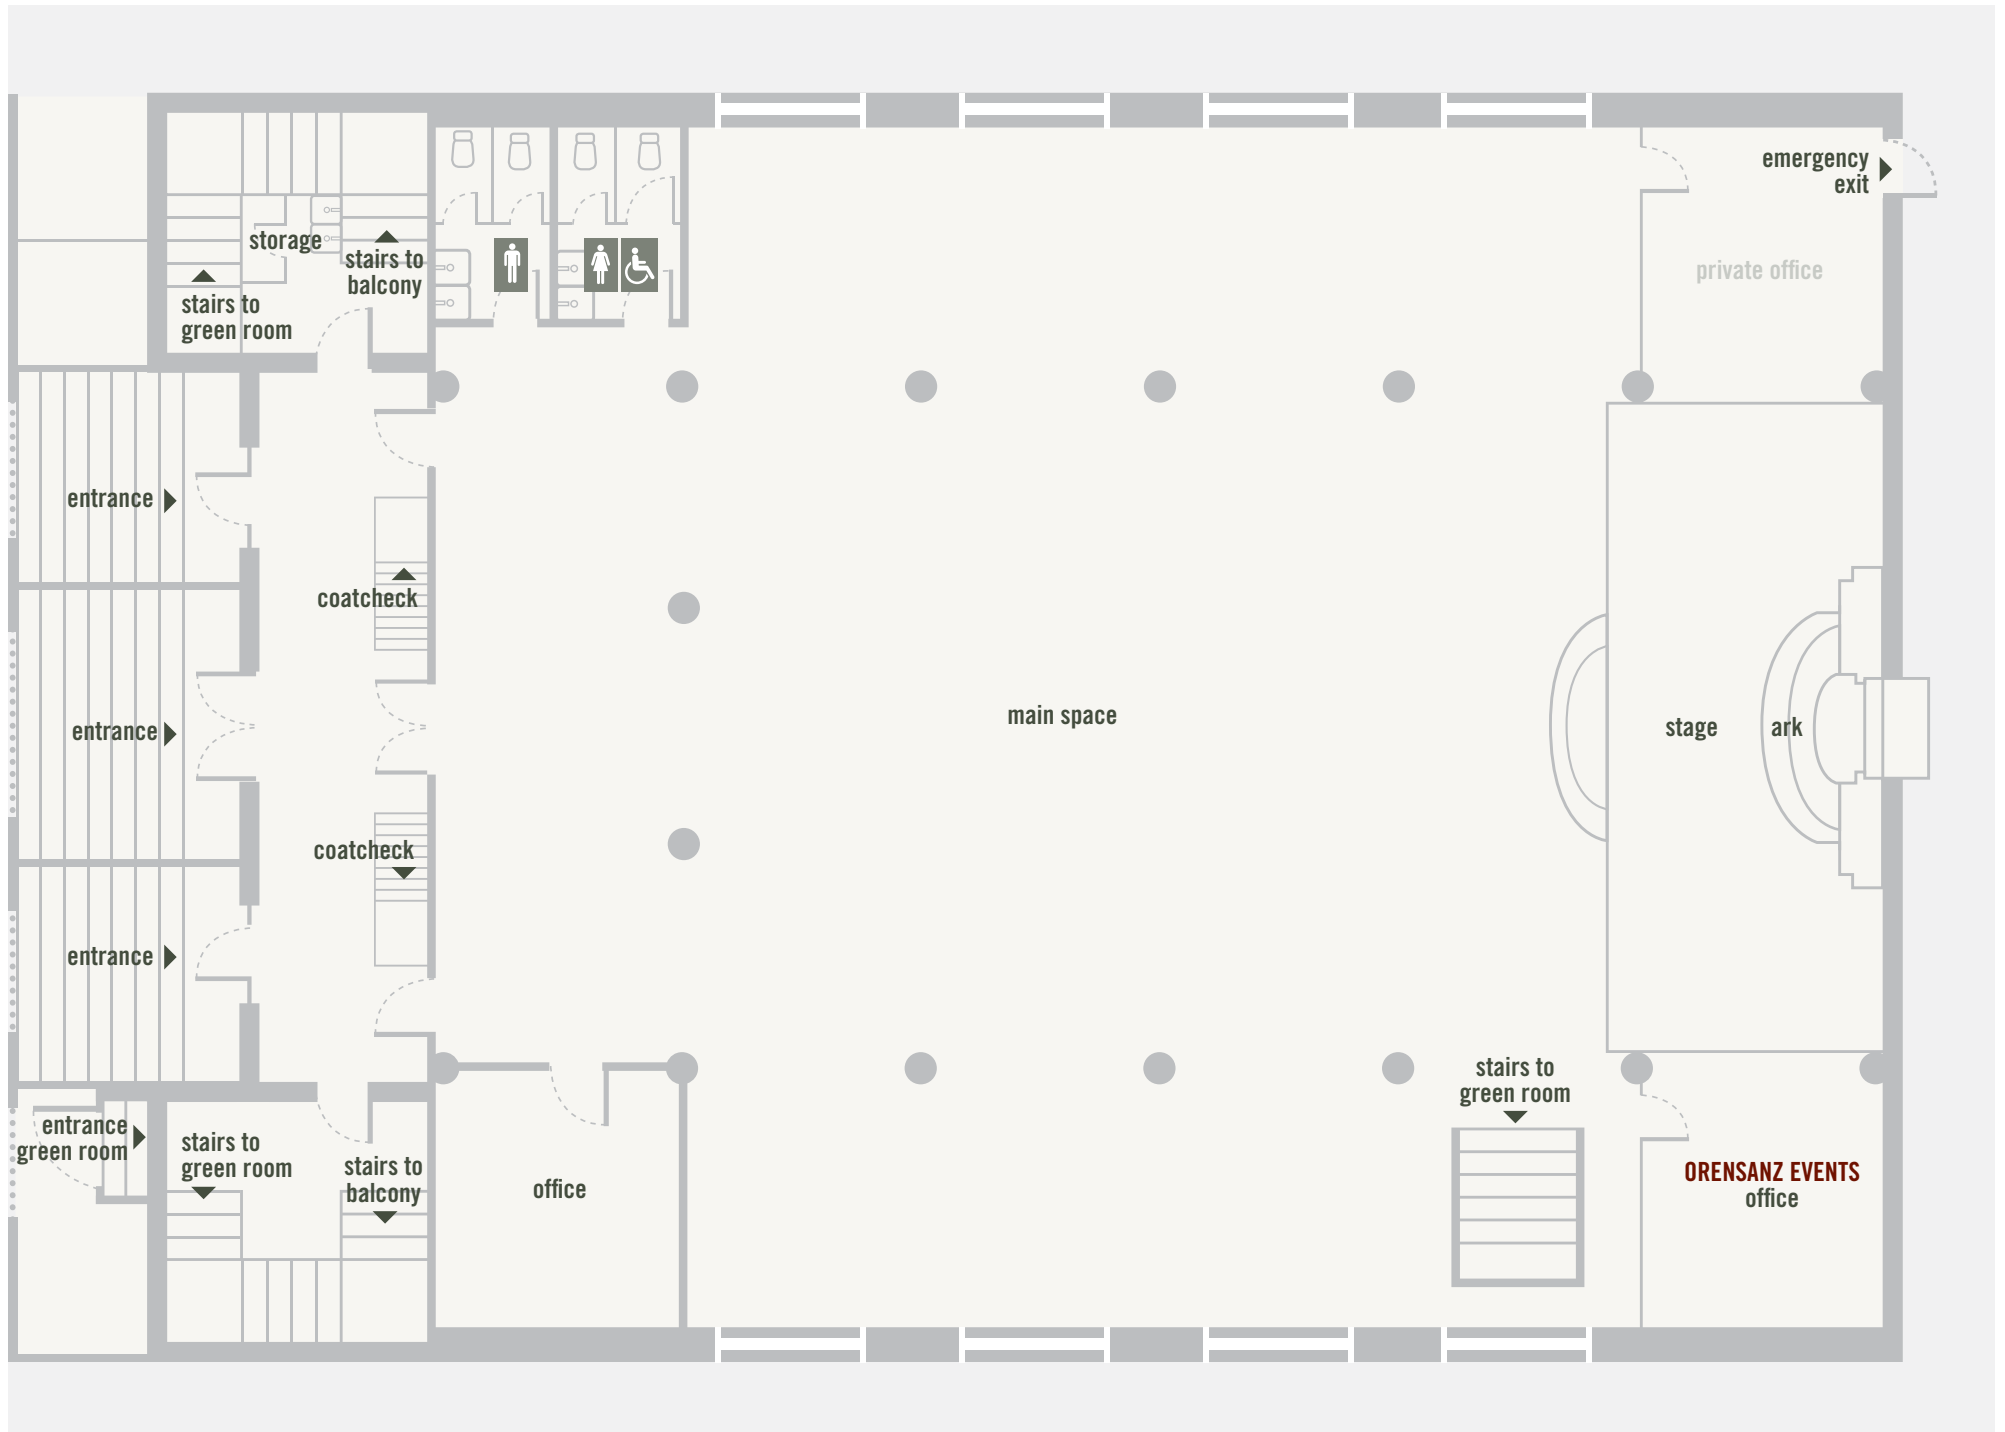 emergency
exit
storage
stairs to
balcony
private office
stairs to
green room
entrance
coatcheck
main space
stage
ark
entrance
coatcheck
entrance
stairs to
green room
entrance
green room
stairs to
green room
stairs to
balcony
office
ORENSANZ EVENTS
office